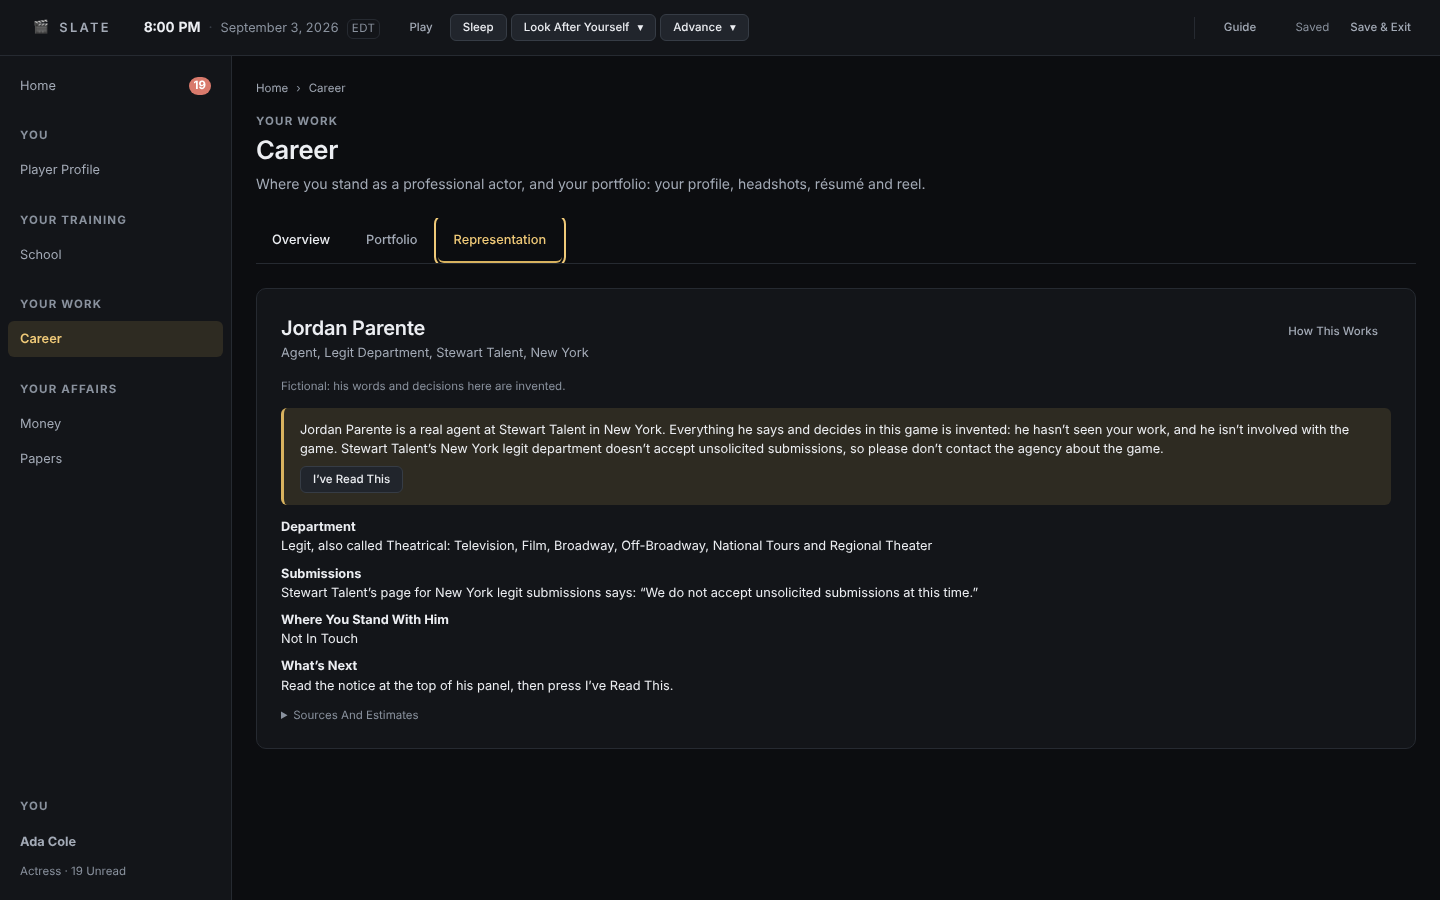 SLATE
8:00 PM · September 3, 2026 EDT
Play
Sleep
Look After Yourself ▾
Advance ▾
Guide
Saved
Save & Exit
Home
19
YOU
Player Profile
YOUR TRAINING
School
YOUR WORK
Career
YOUR AFFAIRS
Money
Papers
YOU
Ada Cole
Actress · 19 Unread
Home › Career
YOUR WORK
Career
Where you stand as a professional actor, and your portfolio: your profile, headshots, résumé and reel.
Overview
Portfolio
Representation
Jordan Parente
How This Works
Agent, Legit Department, Stewart Talent, New York
Fictional: his words and decisions here are invented.
Jordan Parente is a real agent at Stewart Talent in New York. Everything he says and decides in this game is invented: he hasn’t seen your work, and he isn’t involved with the
game. Stewart Talent’s New York legit department doesn’t accept unsolicited submissions, so please don’t contact the agency about the game.
I’ve Read This
Department
Legit, also called Theatrical: Television, Film, Broadway, Off-Broadway, National Tours and Regional Theater
Submissions
Stewart Talent’s page for New York legit submissions says: “We do not accept unsolicited submissions at this time.”
Where You Stand With Him
Not In Touch
What’s Next
Read the notice at the top of his panel, then press I’ve Read This.
▶ Sources And Estimates